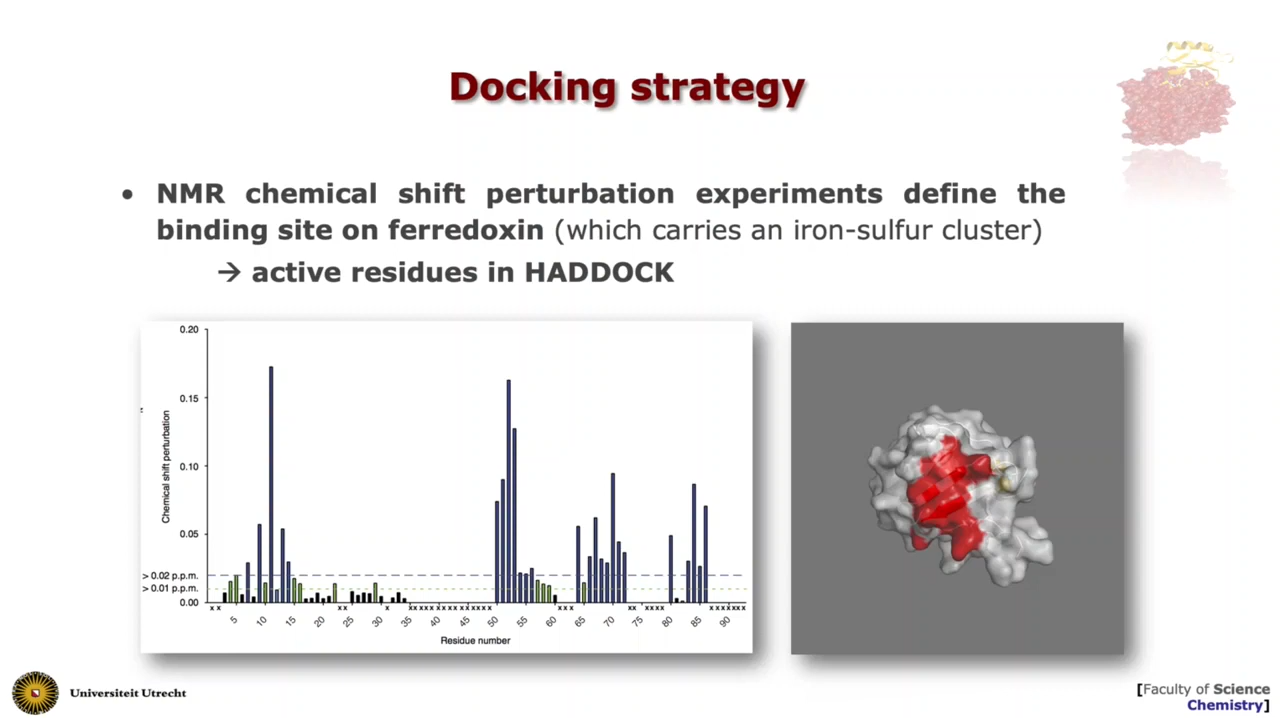 Docking strategy
• NMR chemical shift perturbation experiments define the
binding site on ferredoxin (which carries an iron-sulfur cluster)
→ active residues in HADDOCK
0.20
0.15
0.10
0.05
> 0.02 p.p.m.
> 0.01 p.p.m.
0.00
Chemical shift perturbation
x x x x x x x x x x x x x x x x x x x x x x x x x x x x x x x x x x x x
5 10 15 20 25 30 35 40 45 50 55 60 65 70 75 80 85 90
Residue number
Universiteit Utrecht
[Faculty of Science
Chemistry]